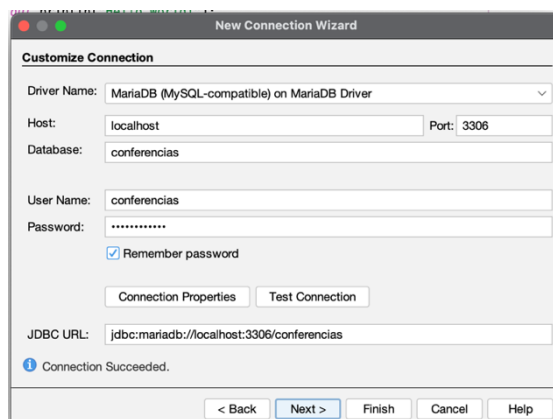 New Connection Wizard
Customize Connection
Driver Name: MariaDB (MySQL-compatible) on MariaDB Driver
Host: localhost Port: 3306
Database: conferencias
User Name: conferencias
Password: ••••••••••••
Remember password
Connection Properties Test Connection
JDBC URL: jdbc:mariadb://localhost:3306/conferencias
Connection Succeeded.
< Back Next > Finish Cancel Help